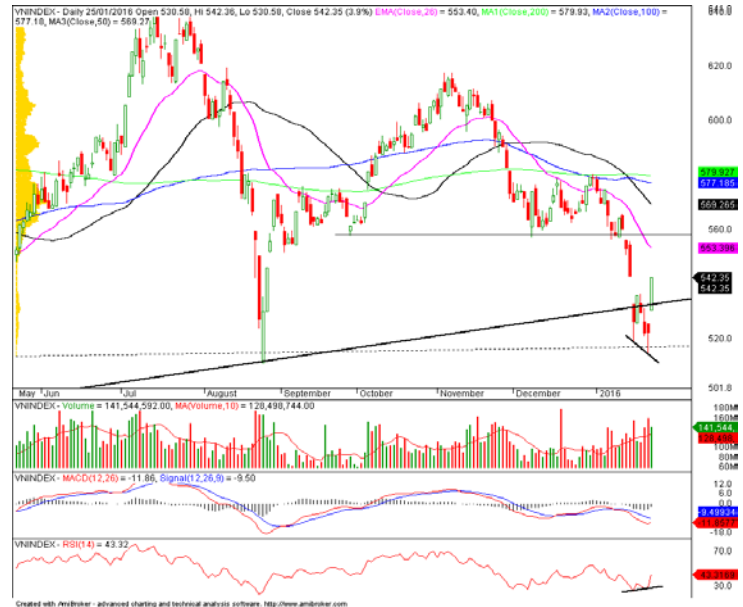 VNINDEX - Daily 25/01/2016 Open 530.58, Hi 542.36, Lo 530.58, Close 542.35 (3.9%) EMA(Close,26) = 553.40, MA1(Close,200) = 579.93, MA2(Close,100) =
577.18, MA3(Close,50) = 569.27
620.0
600.0
579.927
577.185
569.265
560.0
553.398
542.35
542.35
520.0
501.8
May Jun Jul August September October November December 2016
VNINDEX - Volume = 141,544,592.00, MA(Volume,10) = 128,498,744.00
180M
160M
141,544,
128,498,
100M
80M
60M
VNINDEX - MACD(12,26) = -11.86, Signal(12,26,9) = -9.50
12.0
6.0
0.0
-18.0
VNINDEX - RSI(14) = 43.32
70.0
30.0
Created with AmiBroker - advanced charting and technical analysis software. http://www.amibroker.com